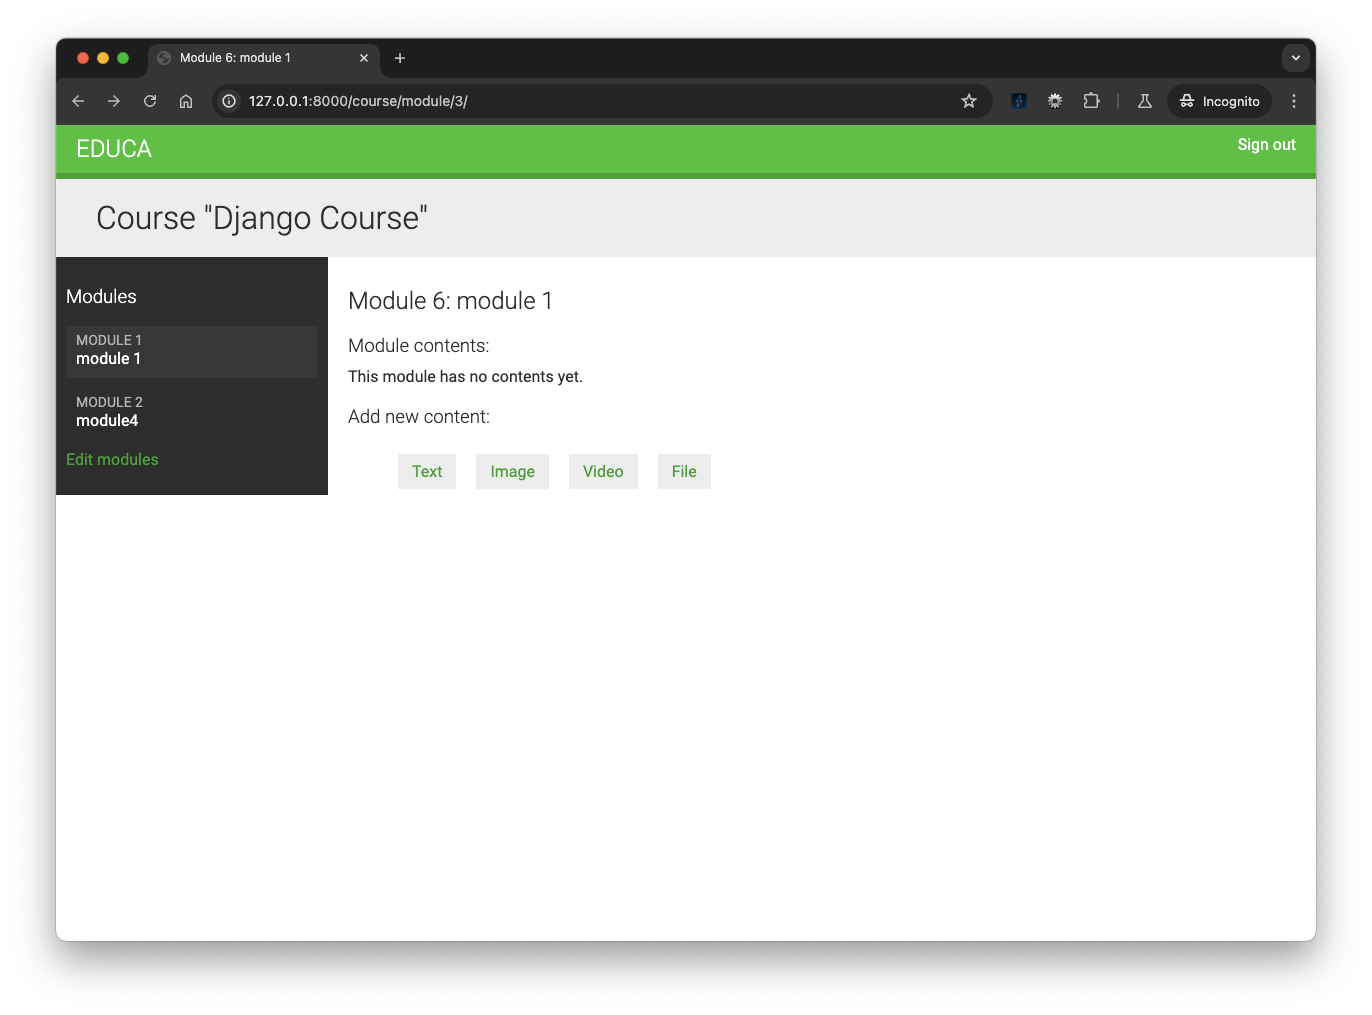 Module 6: module 1
127.0.0.1:8000/course/module/3/
Incognito
EDUCA
Sign out
Course "Django Course"
Modules
MODULE 1
module 1
MODULE 2
module4
Edit modules
Module 6: module 1
Module contents:
This module has no contents yet.
Add new content:
Text Image Video File